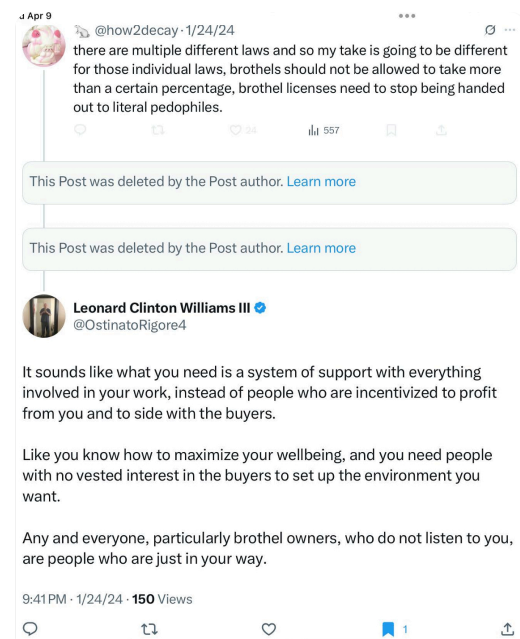 Apr 9
@how2decay · 1/24/24
there are multiple different laws and so my take is going to be different
for those individual laws, brothels should not be allowed to take more
than a certain percentage, brothel licenses need to stop being handed
out to literal pedophiles.
34 557
This Post was deleted by the Post author. Learn more
This Post was deleted by the Post author. Learn more
Leonard Clinton Williams III
@OstinatoRigore4
It sounds like what you need is a system of support with everything
involved in your work, instead of people who are incentivized to profit
from you and to side with the buyers.
Like you know how to maximize your wellbeing, and you need people
with no vested interest in the buyers to set up the environment you
want.
Any and everyone, particularly brothel owners, who do not listen to you,
are people who are just in your way.
9:41 PM · 1/24/24 · 150 Views
1